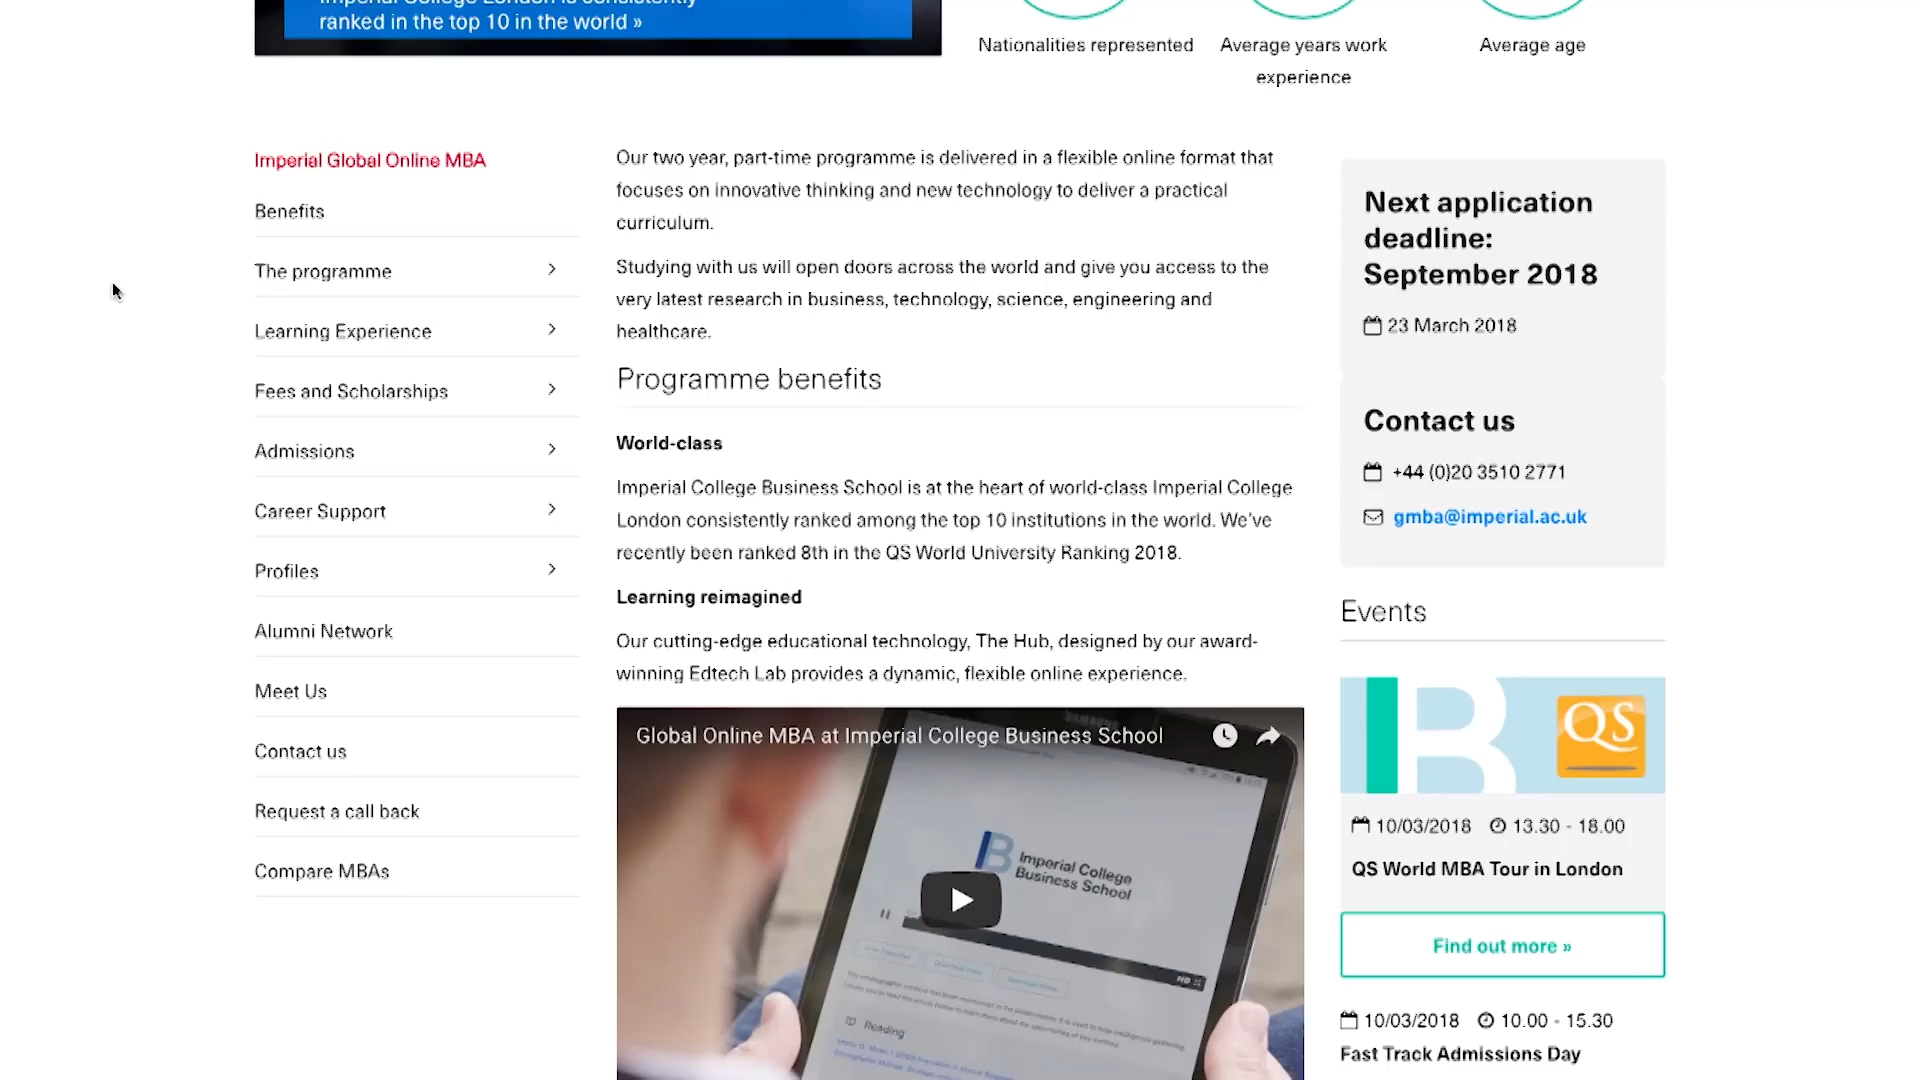 Imperial College London is consistently
ranked in the top 10 in the world »
Nationalities represented
Average years work
experience
Average age
Imperial Global Online MBA
Benefits
The programme
Learning Experience
Fees and Scholarships
Admissions
Career Support
Profiles
Alumni Network
Meet Us
Contact us
Request a call back
Compare MBAs
Our two year, part-time programme is delivered in a flexible online format that
focuses on innovative thinking and new technology to deliver a practical
curriculum.
Studying with us will open doors across the world and give you access to the
very latest research in business, technology, science, engineering and
healthcare.
Programme benefits
World-class
Imperial College Business School is at the heart of world-class Imperial College
London consistently ranked among the top 10 institutions in the world. We've
recently been ranked 8th in the QS World University Ranking 2018.
Learning reimagined
Our cutting-edge educational technology, The Hub, designed by our award-
winning Edtech Lab provides a dynamic, flexible online experience.
Global Online MBA at Imperial College Business School
SAMSUNG
IB Imperial College
Business School
HD
Reading
Next application
deadline:
September 2018
23 March 2018
Contact us
+44 (0)20 3510 2771
gmba@imperial.ac.uk
Events
IB QS
10/03/2018 13.30 - 18.00
QS World MBA Tour in London
Find out more »
10/03/2018 10.00 - 15.30
Fast Track Admissions Day